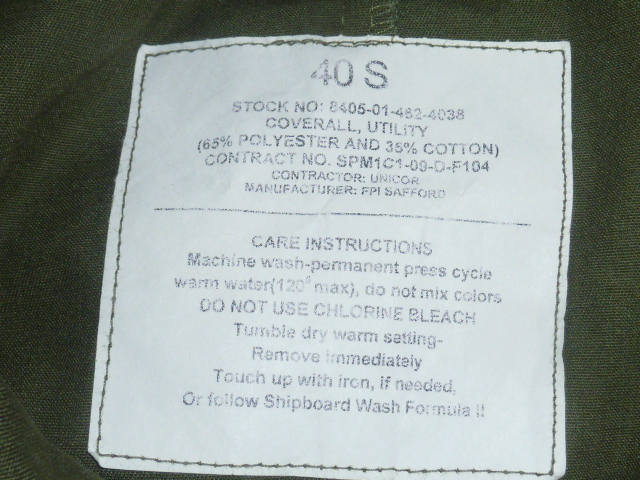 40 S
STOCK NO: 8405-01-462-4038
COVERALL, UTILITY
(65% POLYESTER AND 35% COTTON)
CONTRACT NO. SPM1C1-09-D-F104
CONTRACTOR: UNICOR
MANUFACTURER: FPI SAFFORD
CARE INSTRUCTIONS
Machine wash-permanent press cycle
warm water(120° max), do not mix colors
DO NOT USE CHLORINE BLEACH
Tumble dry warm setting-
Remove immediately
Touch up with iron, if needed,
Or follow Shipboard Wash Formula II